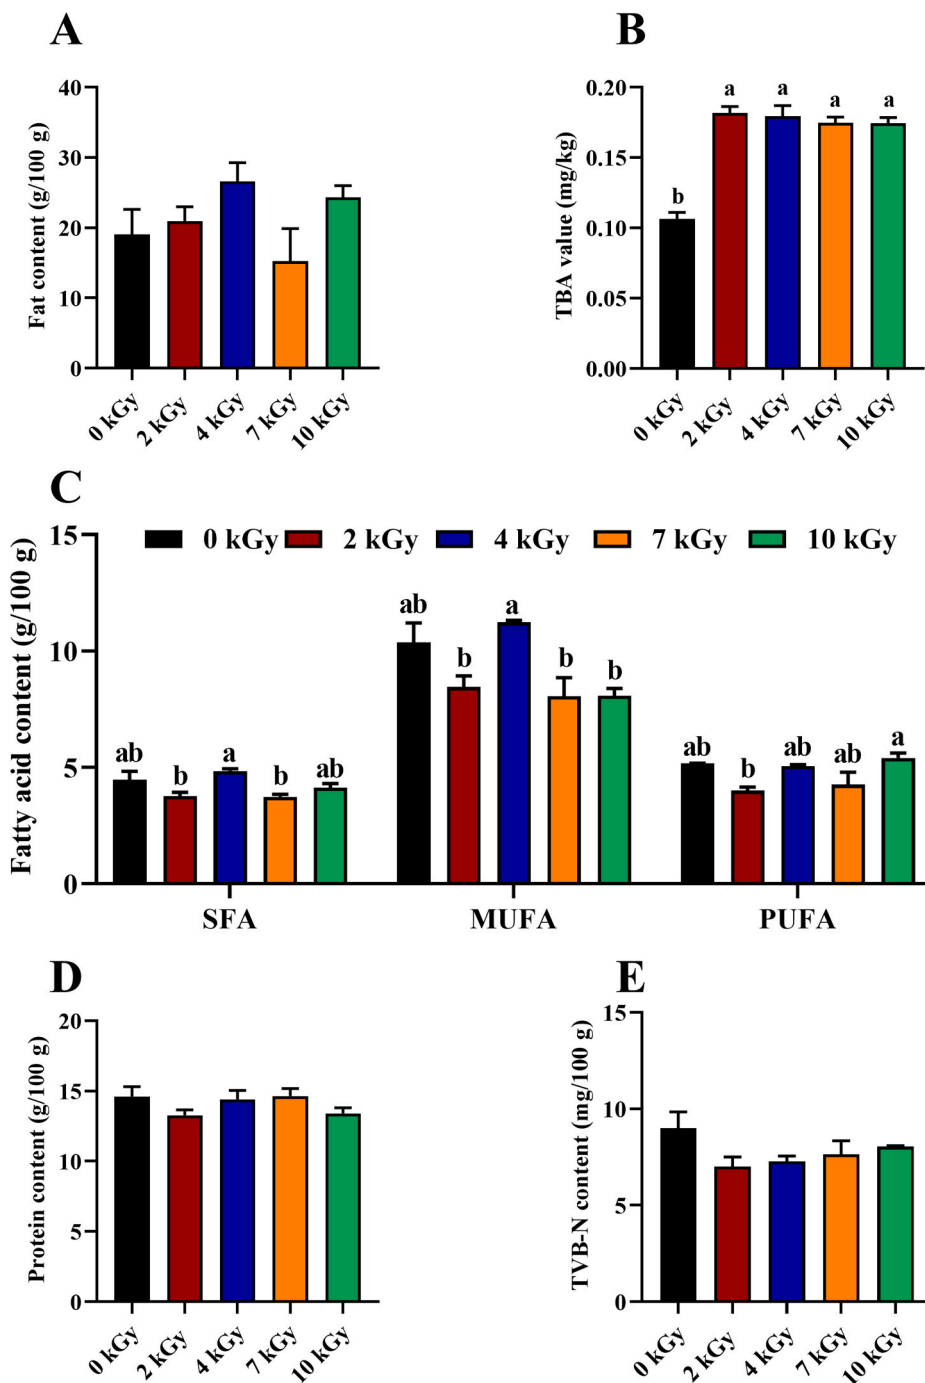 A
Fat content (g/100 g)
40
30
20
10
0
0 kGy
2 kGy
4 kGy
7 kGy
10 kGy
B
TBA value (mg/kg)
0.20
0.15
0.10
0.05
0.00
b
a
a
a
a
0 kGy
2 kGy
4 kGy
7 kGy
10 kGy
C
Fatty acid content (g/100 g)
15
10
5
0
0 kGy
2 kGy
4 kGy
7 kGy
10 kGy
ab
b
a
b
ab
ab
b
a
b
b
ab
b
ab
ab
a
SFA
MUFA
PUFA
D
Protein content (g/100 g)
20
15
10
5
0
0 kGy
2 kGy
4 kGy
7 kGy
10 kGy
E
TVB-N content (mg/100 g)
15
10
5
0
0 kGy
2 kGy
4 kGy
7 kGy
10 kGy